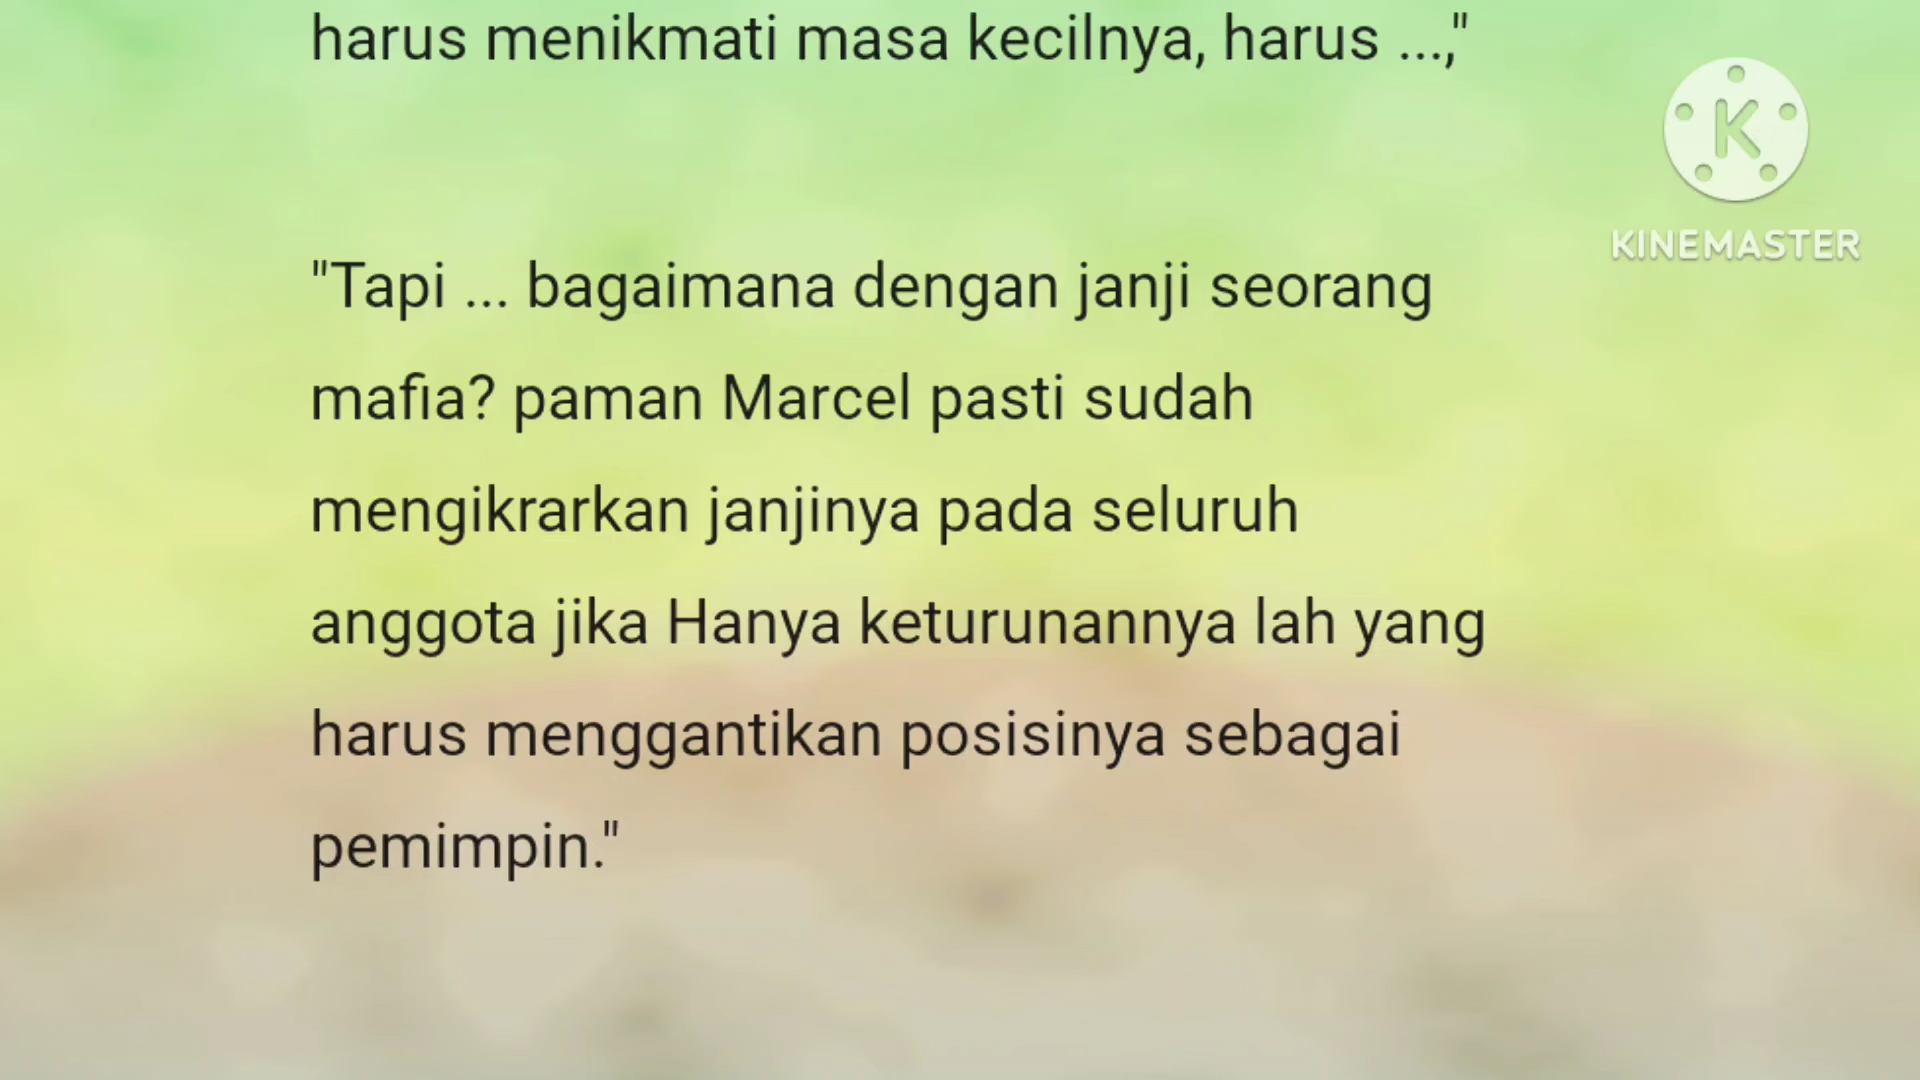 harus menikmati masa kecilnya, harus ...,"
K
KINEMASTER
"Tapi ... bagaimana dengan janji seorang
mafia? paman Marcel pasti sudah
mengikrarkan janjinya pada seluruh
anggota jika Hanya keturunannya lah yang
harus menggantikan posisinya sebagai
pemimpin."